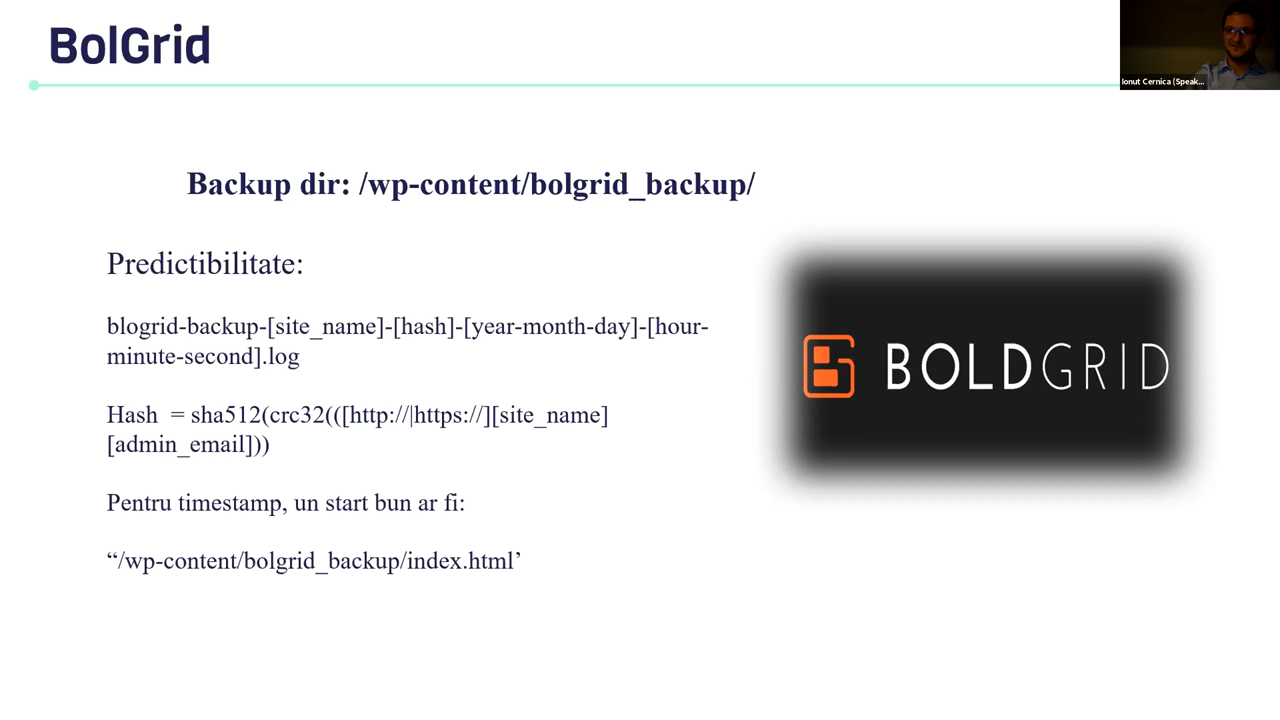 BolGrid
Ionut Cernica (Speak...
Backup dir: /wp-content/bolgrid_backup/
Predictibilitate:
blogrid-backup-[site_name]-[hash]-[year-month-day]-[hour-
minute-second].log
BOLDGRID
Hash  = sha512(crc32(([http://|https://][site_name]
[admin_email]))
Pentru timestamp, un start bun ar fi:
“/wp-content/bolgrid_backup/index.html’